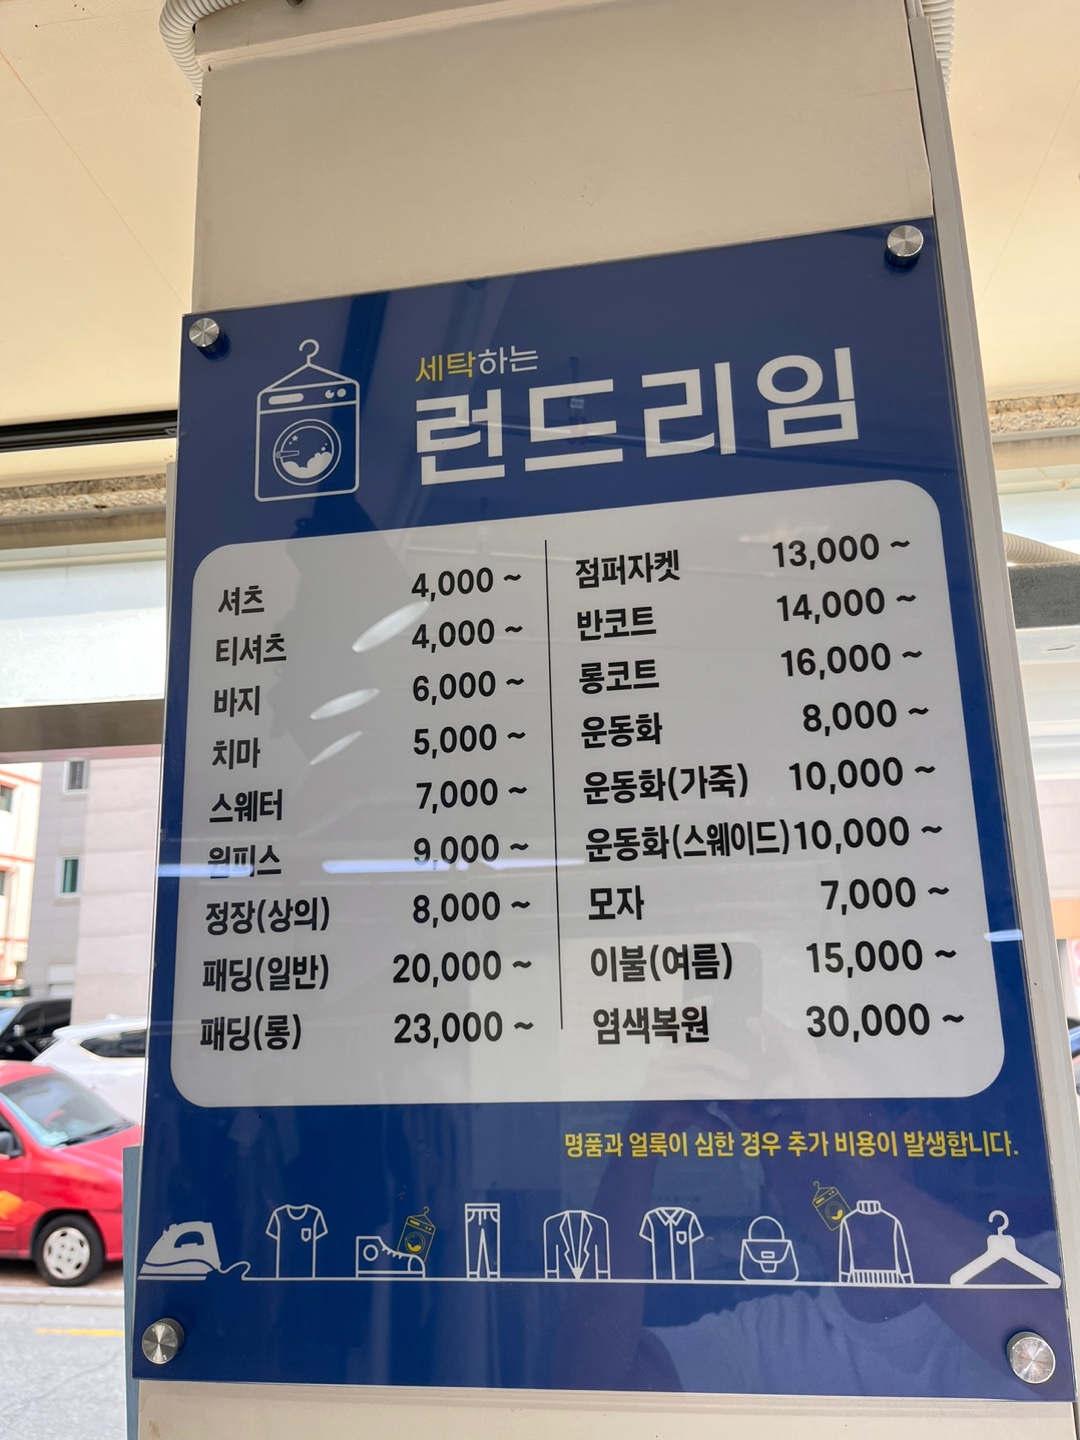 세탁하는
런드리임
셔츠 4,000 ~
티셔츠 4,000 ~
바지 6,000 ~
치마 5,000 ~
스웨터 7,000 ~
원피스 9,000 ~
정장(상의) 8,000 ~
패딩(일반) 20,000 ~
패딩(롱) 23,000 ~
점퍼자켓 13,000 ~
반코트 14,000 ~
롱코트 16,000 ~
운동화 8,000 ~
운동화(가죽) 10,000 ~
운동화(스웨이드) 10,000 ~
모자 7,000 ~
이불(여름) 15,000 ~
염색복원 30,000 ~
명품과 얼룩이 심한 경우 추가 비용이 발생합니다.